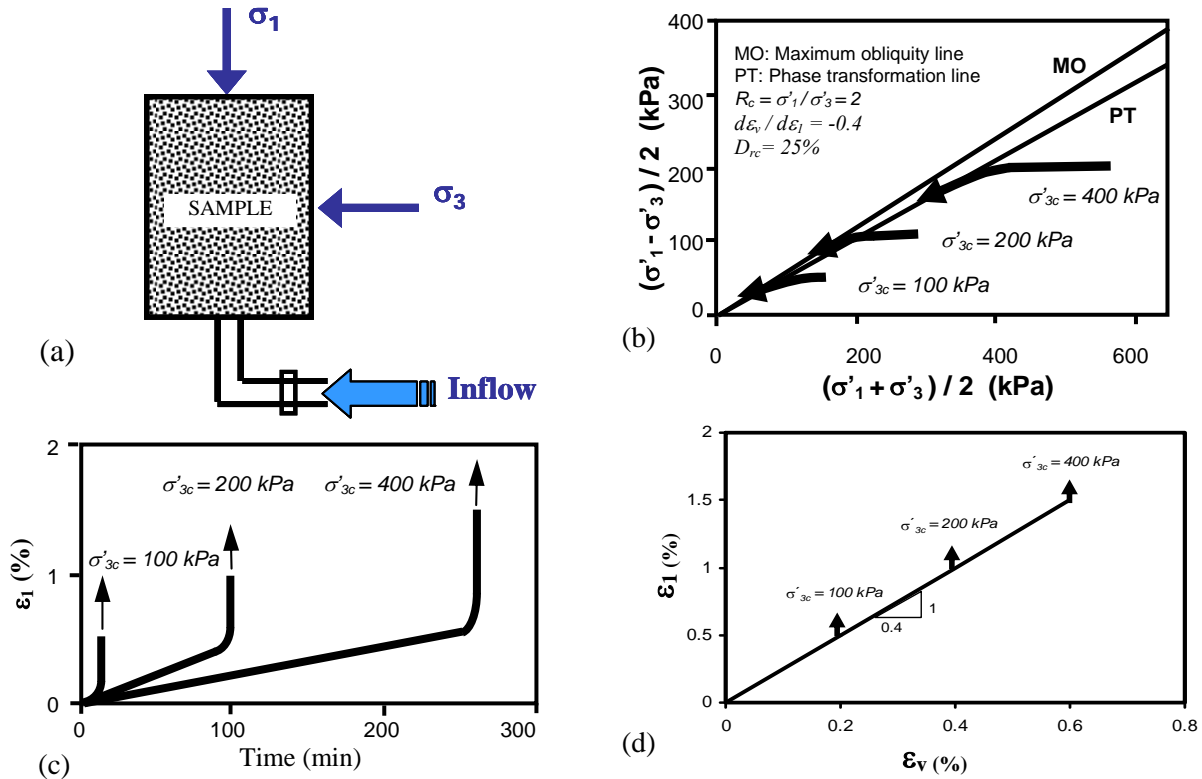 σ1
SAMPLE
σ3
Inflow
(a)
400
300
200
100
0
(σ'1 - σ'3) / 2 (kPa)
MO: Maximum obliquity line
PT: Phase transformation line
Rc = σ'1 / σ'3 = 2
dεv / dε1 = -0.4
Drc = 25%
MO
PT
σ'3c = 400 kPa
σ'3c = 200 kPa
σ'3c = 100 kPa
0
200
400
600
(σ'1 + σ'3) / 2 (kPa)
(b)
2
1
0
ε1 (%)
σ'3c = 200 kPa
σ'3c = 400 kPa
σ'3c = 100 kPa
0
100
200
300
Time (min)
(c)
2
1.5
1
0.5
0
ε1 (%)
σ'3c = 400 kPa
σ'3c = 200 kPa
σ'3c = 100 kPa
1
0.4
0
0.2
0.4
0.6
0.8
εv (%)
(d)